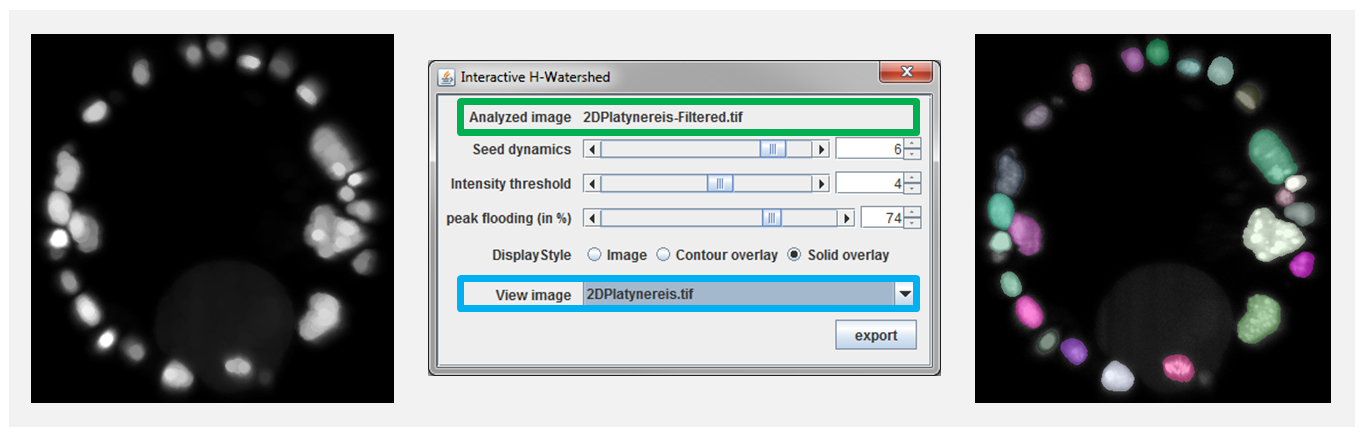 Interactive H-Watershed
Analyzed image 2DPlatynereis-Filtered.tif
Seed dynamics 6
Intensity threshold 4
peak flooding (in %) 74
DisplayStyle Image Contour overlay Solid overlay
View image 2DPlatynereis.tif
export